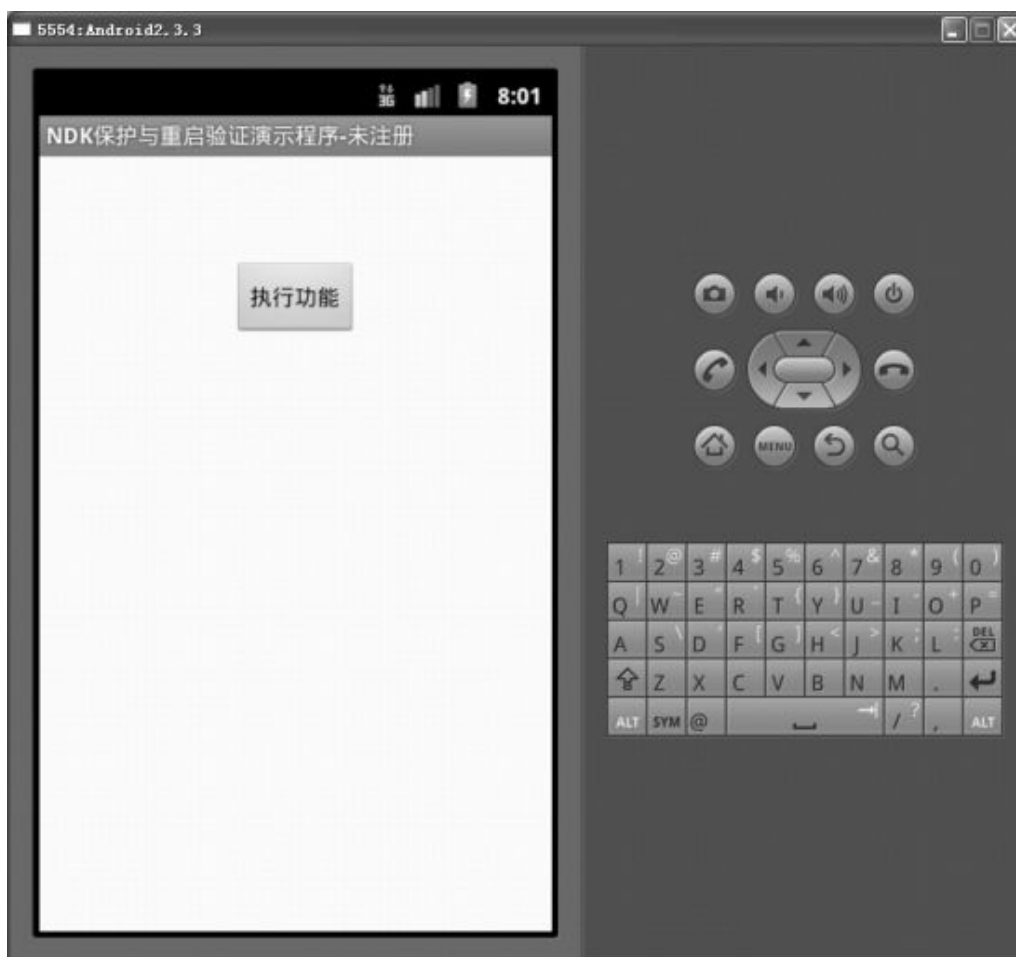 5554:Android2.3.3
3G 8:01
NDK保护与重启验证演示程序-未注册
执行功能
MENU
1 ! 2 @ 3 # 4 $ 5 % 6 ^ 7 & 8 * 9 ( 0 )
Q | W ~ E " R ` T { Y } U _ I - O + P =
A S \ D ' F [ G ] H < J > K ; L : DEL
Z X C V B N M .
ALT SYM @ / ? , ALT